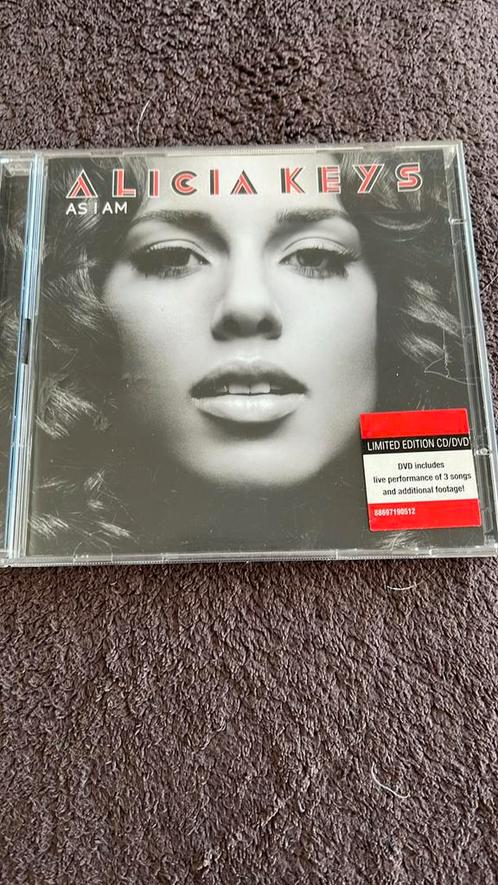 ALICIA KEYS
AS I AM
LIMITED EDITION CD/DVD
DVD includes
live performance of 3 songs
and additional footage!
88697190512